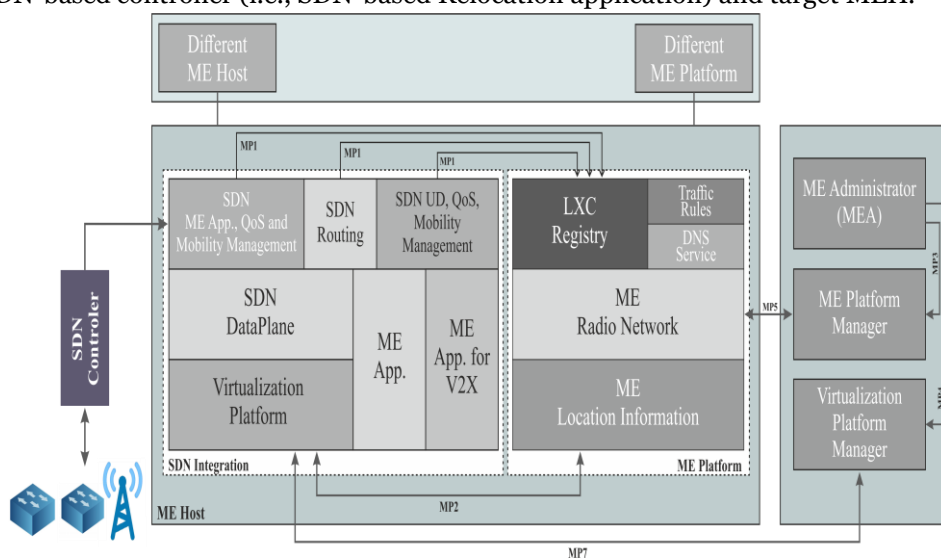 DN-based controller (i.e., SDN-based Relocation application) and target MEH.
Different
ME Host
Different
ME Platform
MP1
MP1
MP1
SDN
ME App., QoS and
Mobility Management
SDN
Routing
SDN UD, QoS,
Mobility
Management
LXC
Registry
Traffic
Rules
DNS
Service
ME Administrator
(MEA)
MP3
SDN
Controler
SDN
DataPlane
ME
App.
ME
App. for
V2X
Virtualization
Platform
ME
Radio Network
ME
Location Information
MP5
ME Platform
Manager
Virtualization
Platform
Manager
SDN Integration
ME Platform
MP2
ME Host
MP7